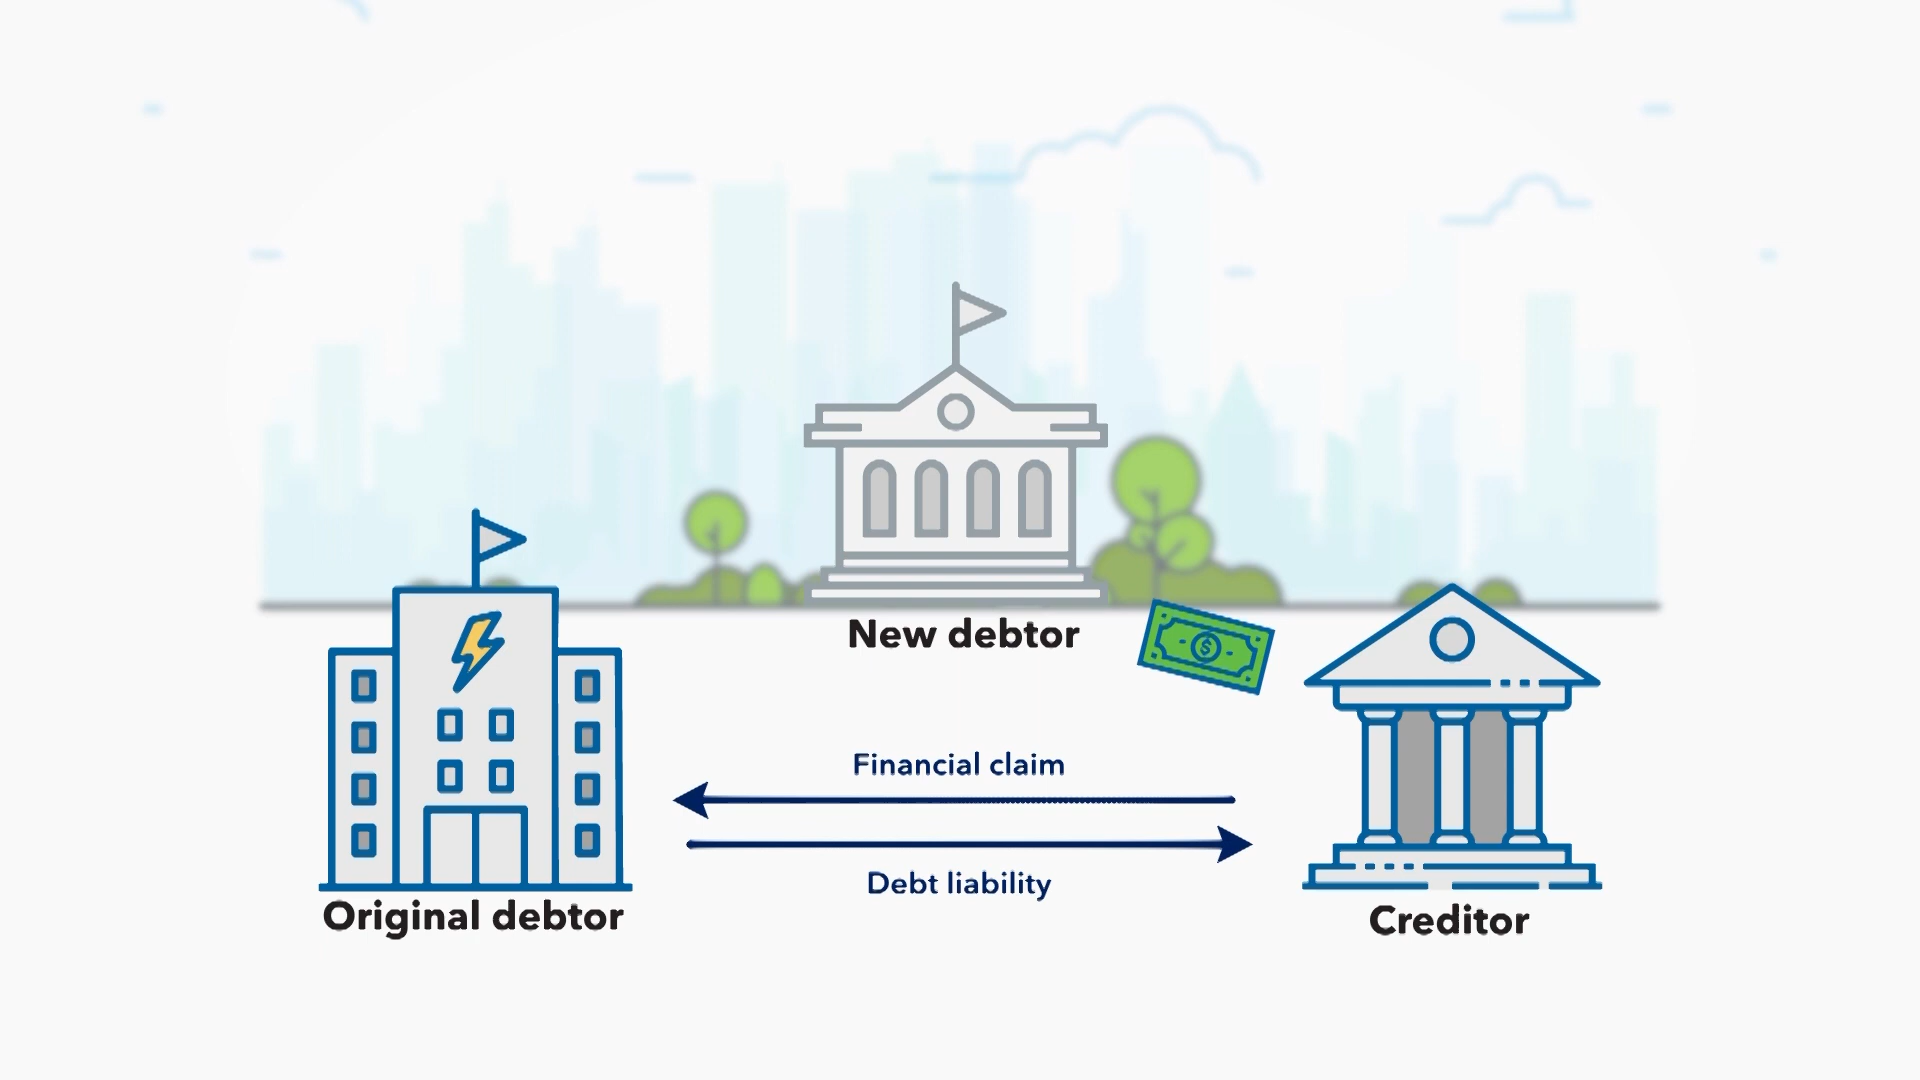 New debtor
Financial claim
Debt liability
Original debtor
Creditor